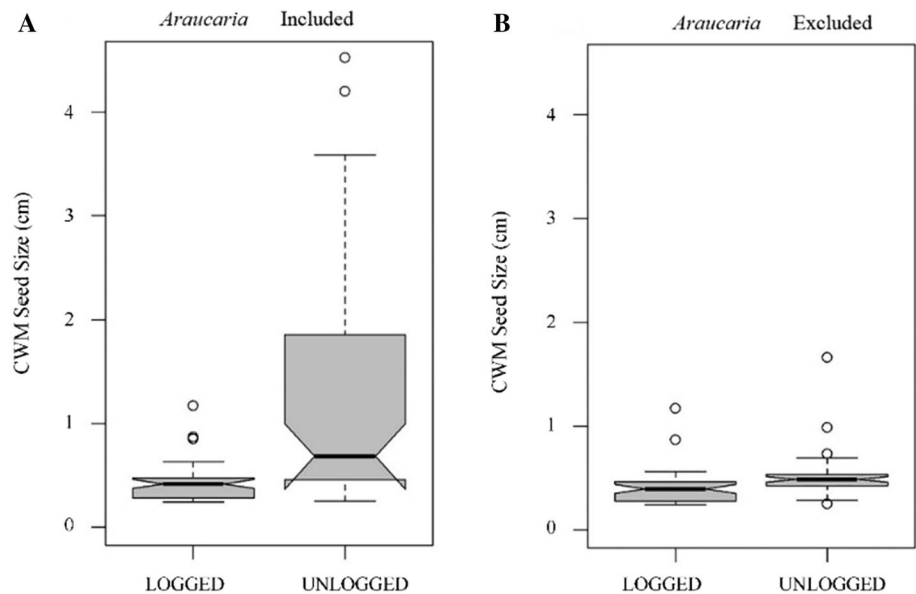 A
Araucaria Included
CWM Seed Size (cm)
4
3
2
1
0
LOGGED UNLOGGED
B
Araucaria Excluded
CWM Seed Size (cm)
4
3
2
1
0
LOGGED UNLOGGED